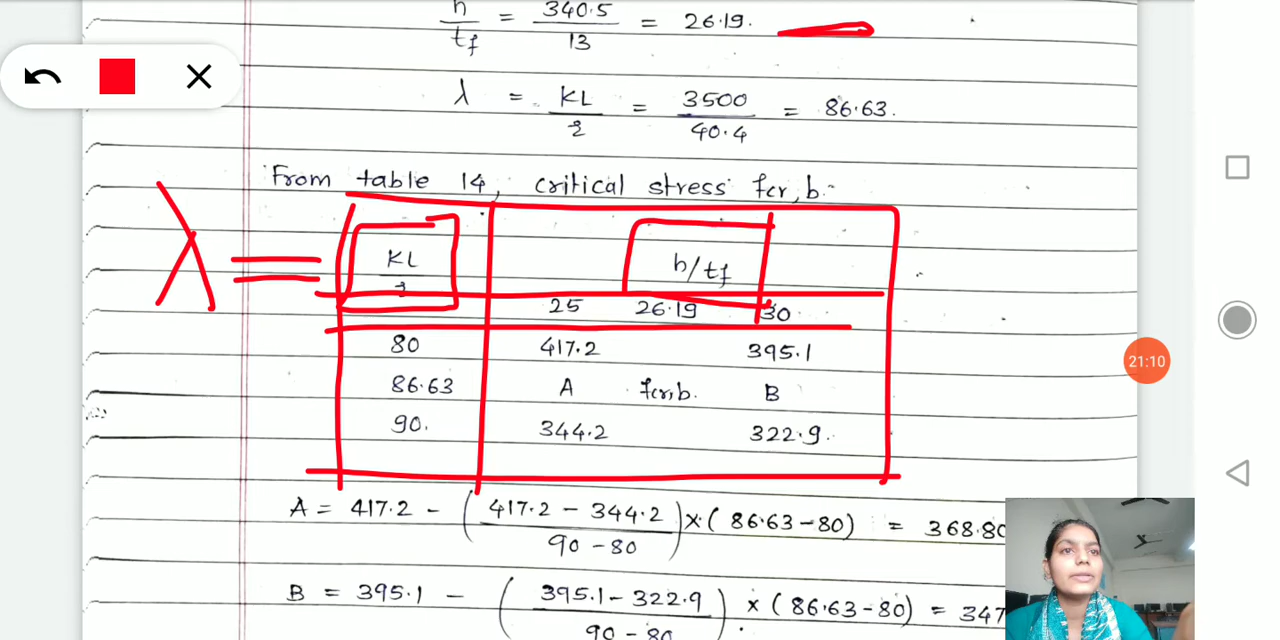 h/tf = 340.5/13 = 26.19.
λ = KL/r = 3500/40.4 = 86.63.
From table 14, critical stress fcr,b.
λ = KL/r h/tf
25 26.19 30
80 417.2 395.1
86.63 A fcr,b. B
90. 344.2 322.9.
A = 417.2 - (417.2 - 344.2 / 90 - 80) x (86.63 - 80) = 368.80
B = 395.1 - (395.1 - 322.9 / 90 - 80) x (86.63 - 80) = 347
21:10